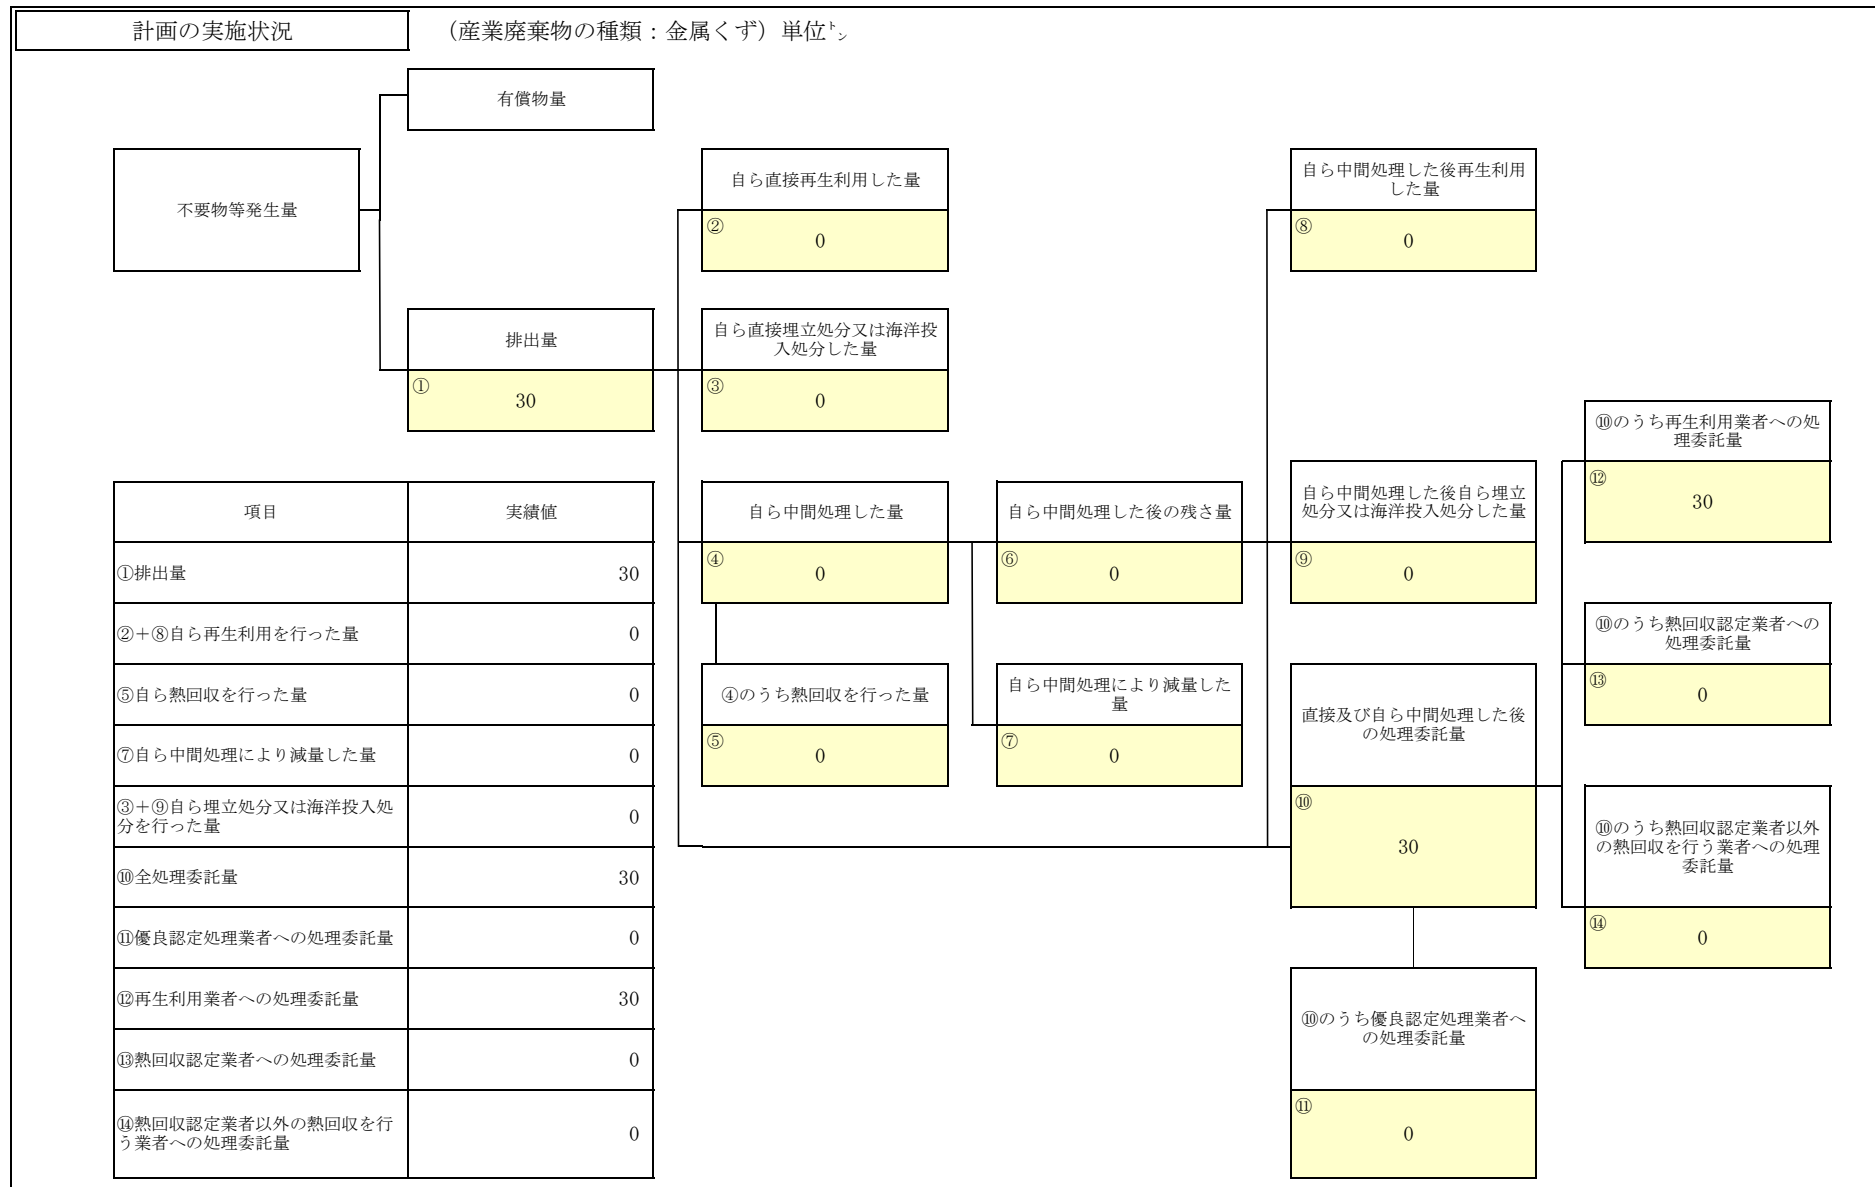 計画の実施状況
（産業廃棄物の種類：金属くず）単位㌧
有償物量
不要物等発生量
自ら直接再生利用した量
②
0
自ら中間処理した後再生利用
した量
⑧
0
排出量
①
30
自ら直接埋立処分又は海洋投
入処分した量
③
0
⑩のうち再生利用業者への処
理委託量
⑫
30
項目
実績値
①排出量
30
②＋⑧自ら再生利用を行った量
0
⑤自ら熱回収を行った量
0
⑦自ら中間処理により減量した量
0
③＋⑨自ら埋立処分又は海洋投入処
分を行った量
0
⑩全処理委託量
30
⑪優良認定処理業者への処理委託量
0
⑫再生利用業者への処理委託量
30
⑬熱回収認定業者への処理委託量
0
⑭熱回収認定業者以外の熱回収を行
う業者への処理委託量
0
自ら中間処理した量
④
0
自ら中間処理した後の残さ量
⑥
0
自ら中間処理した後自ら埋立
処分又は海洋投入処分した量
⑨
0
④のうち熱回収を行った量
⑤
0
自ら中間処理により減量した
量
⑦
0
直接及び自ら中間処理した後
の処理委託量
⑩
30
⑩のうち熱回収認定業者への
処理委託量
⑬
0
⑩のうち熱回収認定業者以外
の熱回収を行う業者への処理
委託量
⑭
0
⑩のうち優良認定処理業者へ
の処理委託量
⑪
0